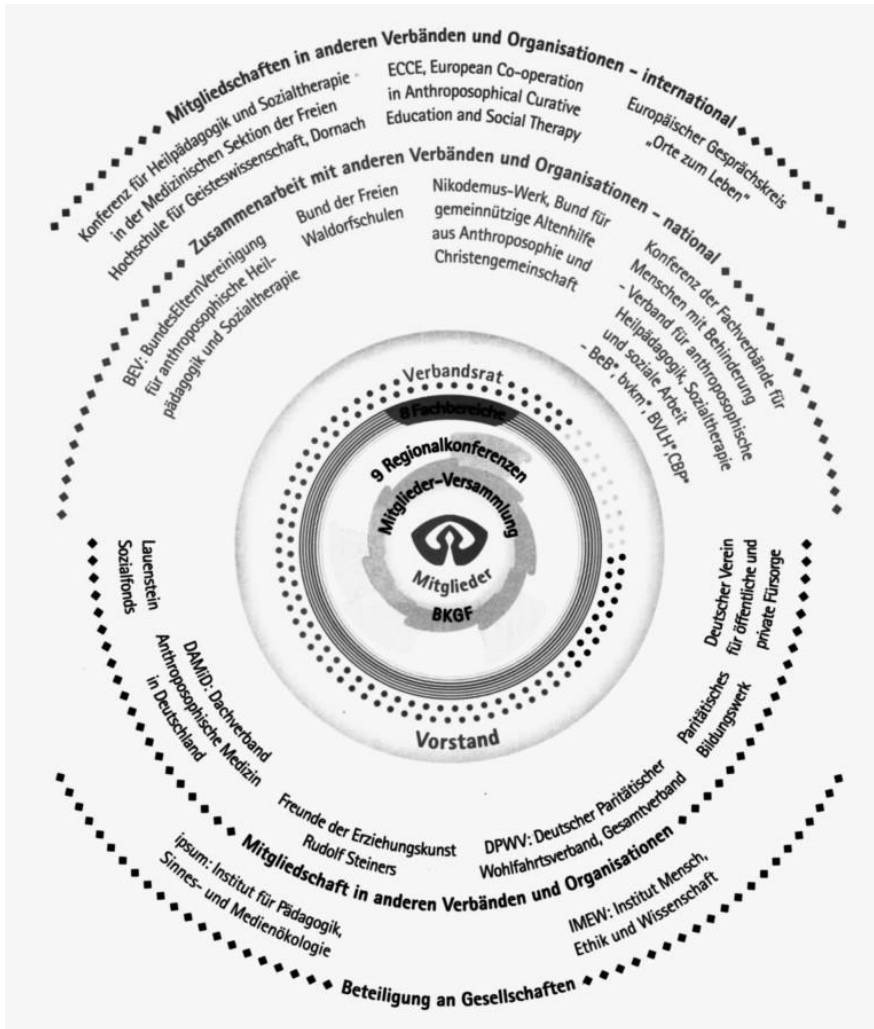 Mitgliedschaften in anderen Verbänden und Organisationen – international
Konferenz für Heilpädagogik und Sozialtherapie
in der Medizinischen Sektion der Freien
Hochschule für Geisteswissenschaft, Dornach
ECCE, European Co-operation
in Anthroposophical Curative
Education and Social Therapy
Europäischer Gesprächskreis
„Orte zum Leben“
Zusammenarbeit mit anderen Verbänden und Organisationen – national
BEV: BundesElternVereinigung
für anthroposophische Heil-
pädagogik und Sozialtherapie
Bund der Freien
Waldorfschulen
Nikodemus-Werk, Bund für
gemeinnützige Altenhilfe
aus Anthroposophie und
Christengemeinschaft
Konferenz der Fachverbände für
Menschen mit Behinderung
- Verband für anthroposophische
Heilpädagogik, Sozialtherapie
und soziale Arbeit
- BeB*, bvkm*, BVLH*,CBP*
Verbandsrat
8 Fachbereiche
9 Regionalkonferenzen
Mitglieder-Versammlung
Mitglieder
BKGF
Vorstand
Lauenstein
Sozialfonds
DAMiD: Dachverband
Anthroposophische Medizin
in Deutschland
Freunde der Erziehungskunst
Rudolf Steiners
DPWV: Deutscher Paritätischer
Wohlfahrtsverband, Gesamtverband
Paritätisches
Bildungswerk
Deutscher Verein
für öffentliche und
private Fürsorge
Mitgliedschaft in anderen Verbänden und Organisationen
ipsum: Institut für Pädagogik,
Sinnes- und Medienökologie
IMEW: Institut Mensch,
Ethik und Wissenschaft
Beteiligung an Gesellschaften